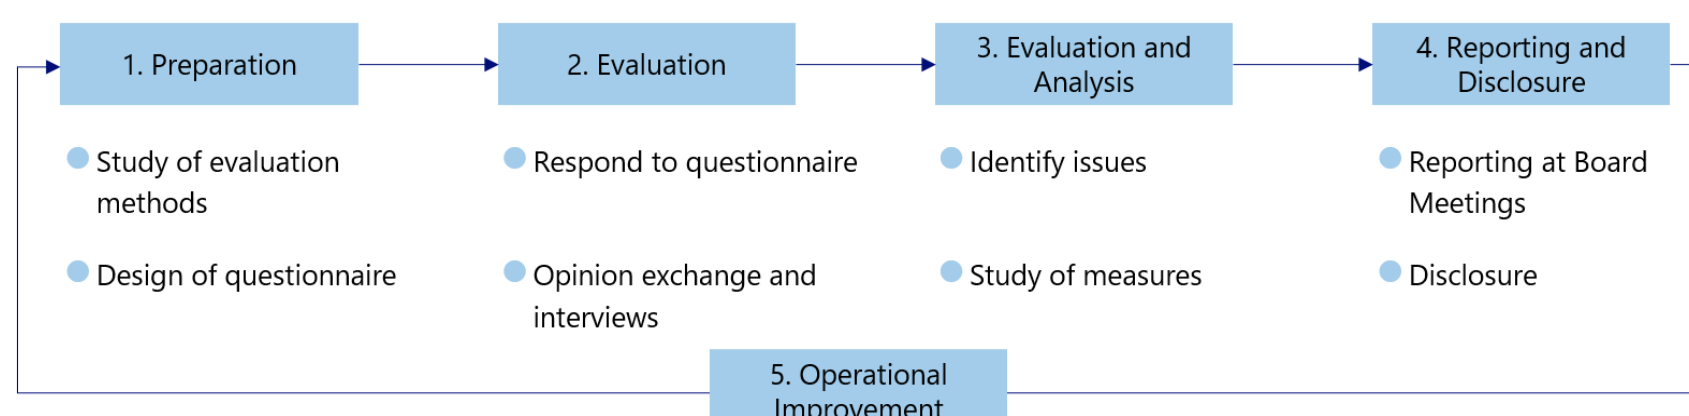 1. Preparation
2. Evaluation
3. Evaluation and
Analysis
4. Reporting and
Disclosure
Study of evaluation
methods
Design of questionnaire
Respond to questionnaire
Opinion exchange and
interviews
Identify issues
Study of measures
Reporting at Board
Meetings
Disclosure
5. Operational
Improvement